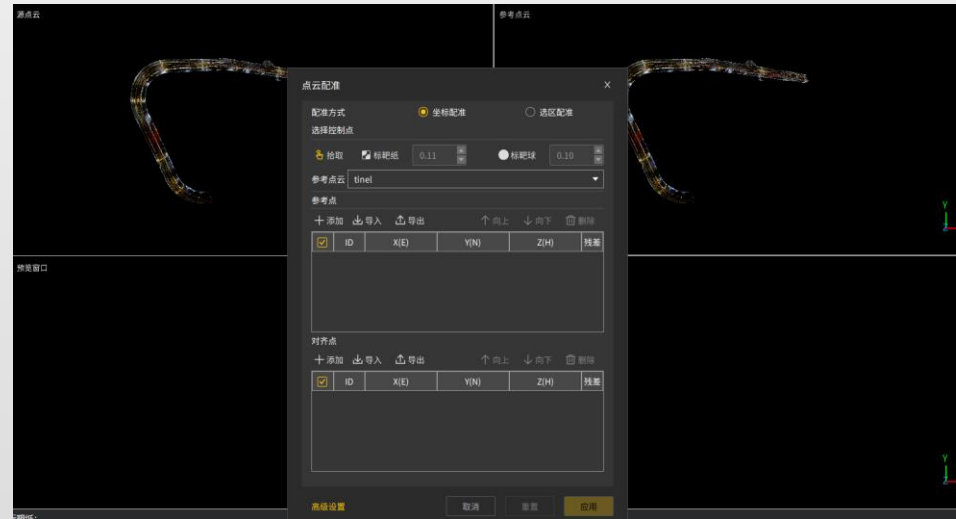 源点云
参考点云
点云配准 X
配准方式 坐标配准 选区配准
选择控制点
拾取 标靶纸 0.11 标靶球 0.10
参考点云 tinel
参考点
添加 导入 导出 向上 向下 删除
ID X(E) Y(N) Z(H) 残差
Y
Z
预览窗口
对齐点
添加 导入 导出 向上 向下 删除
ID X(E) Y(N) Z(H) 残差
Y
Z
高级设置 取消 重置 应用